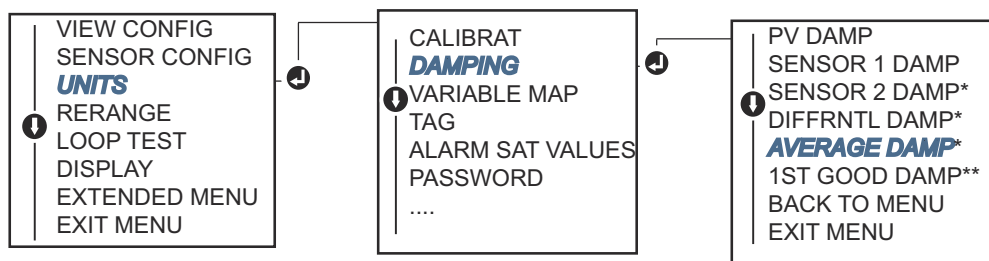 VIEW CONFIG
SENSOR CONFIG
UNITS
RERANGE
LOOP TEST
DISPLAY
EXTENDED MENU
EXIT MENU
CALIBRAT
DAMPING
VARIABLE MAP
TAG
ALARM SAT VALUES
PASSWORD
....
PV DAMP
SENSOR 1 DAMP
SENSOR 2 DAMP*
DIFFRNTL DAMP*
AVERAGE DAMP*
1ST GOOD DAMP**
BACK TO MENU
EXIT MENU